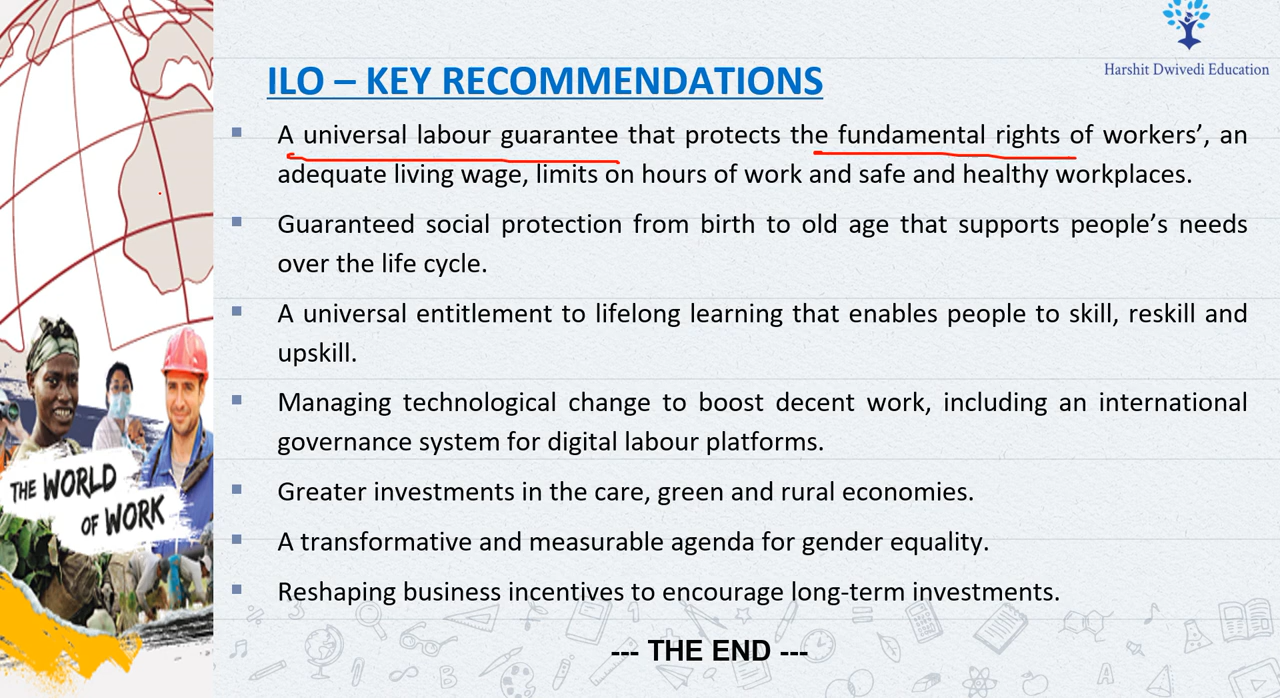 Harshit Dwivedi Education
ILO – KEY RECOMMENDATIONS
▪ A universal labour guarantee that protects the fundamental rights of workers’, an
adequate living wage, limits on hours of work and safe and healthy workplaces.
▪ Guaranteed social protection from birth to old age that supports people’s needs
over the life cycle.
▪ A universal entitlement to lifelong learning that enables people to skill, reskill and
upskill.
▪ Managing technological change to boost decent work, including an international
governance system for digital labour platforms.
▪ Greater investments in the care, green and rural economies.
▪ A transformative and measurable agenda for gender equality.
▪ Reshaping business incentives to encourage long-term investments.
THE WORLD
OF WORK
--- THE END ---